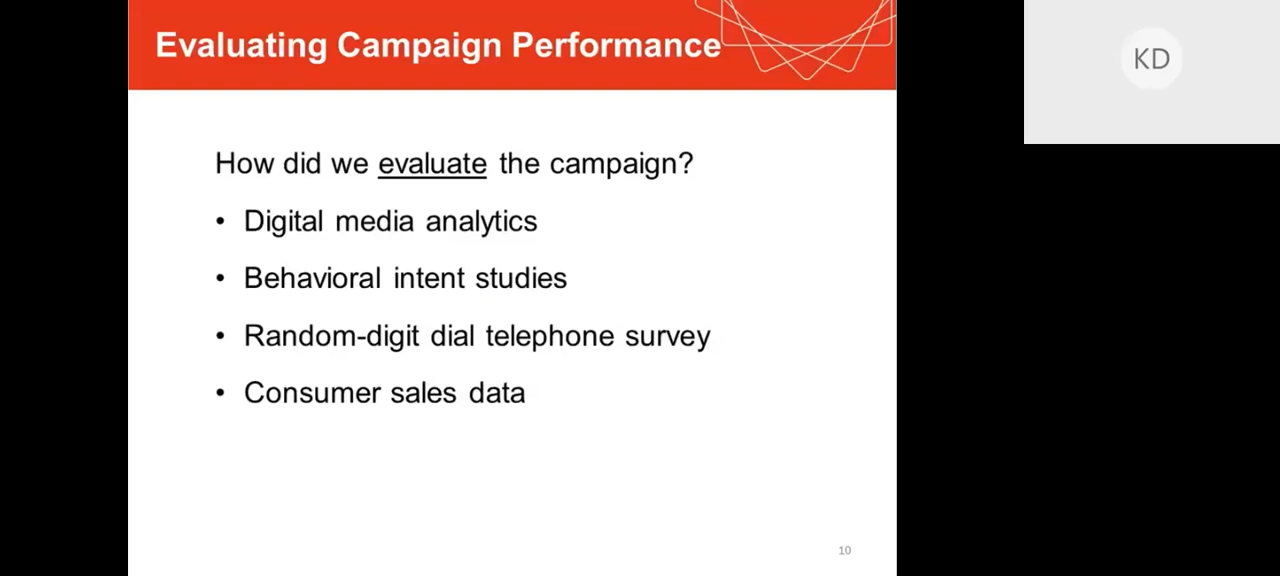 Evaluating Campaign Performance
KD
How did we evaluate the campaign?
• Digital media analytics
• Behavioral intent studies
• Random-digit dial telephone survey
• Consumer sales data
10